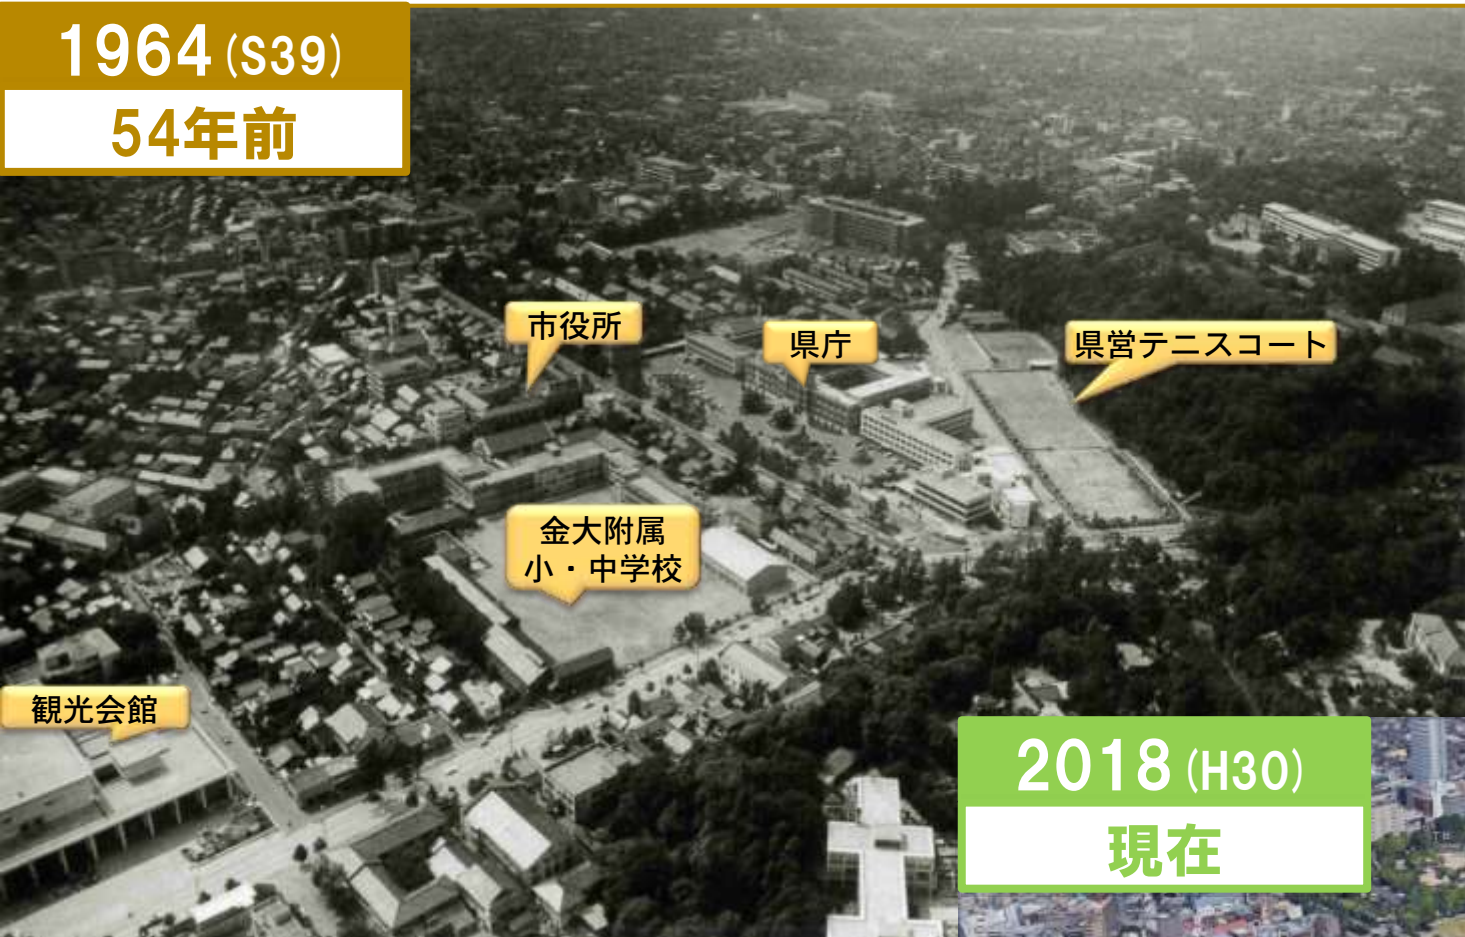 1964(S39)
54年前
市役所
県庁
県営テニスコート
金大附属
小・中学校
観光会館
2018(H30)
現在